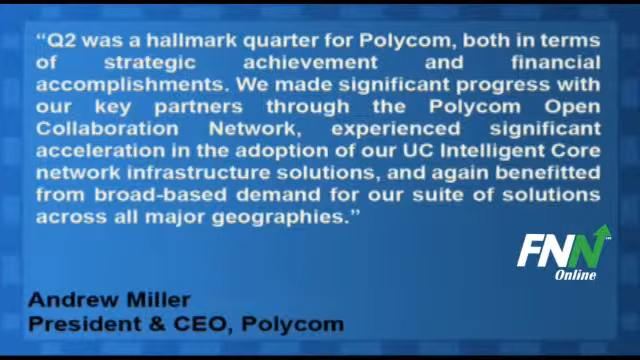 “Q2 was a hallmark quarter for Polycom, both in terms
of strategic achievement and financial
accomplishments. We made significant progress with
our key partners through the Polycom Open
Collaboration Network, experienced significant
acceleration in the adoption of our UC Intelligent Core
network infrastructure solutions, and again benefitted
from broad-based demand for our suite of solutions
across all major geographies.”
FNN
Online
Andrew Miller
President & CEO, Polycom